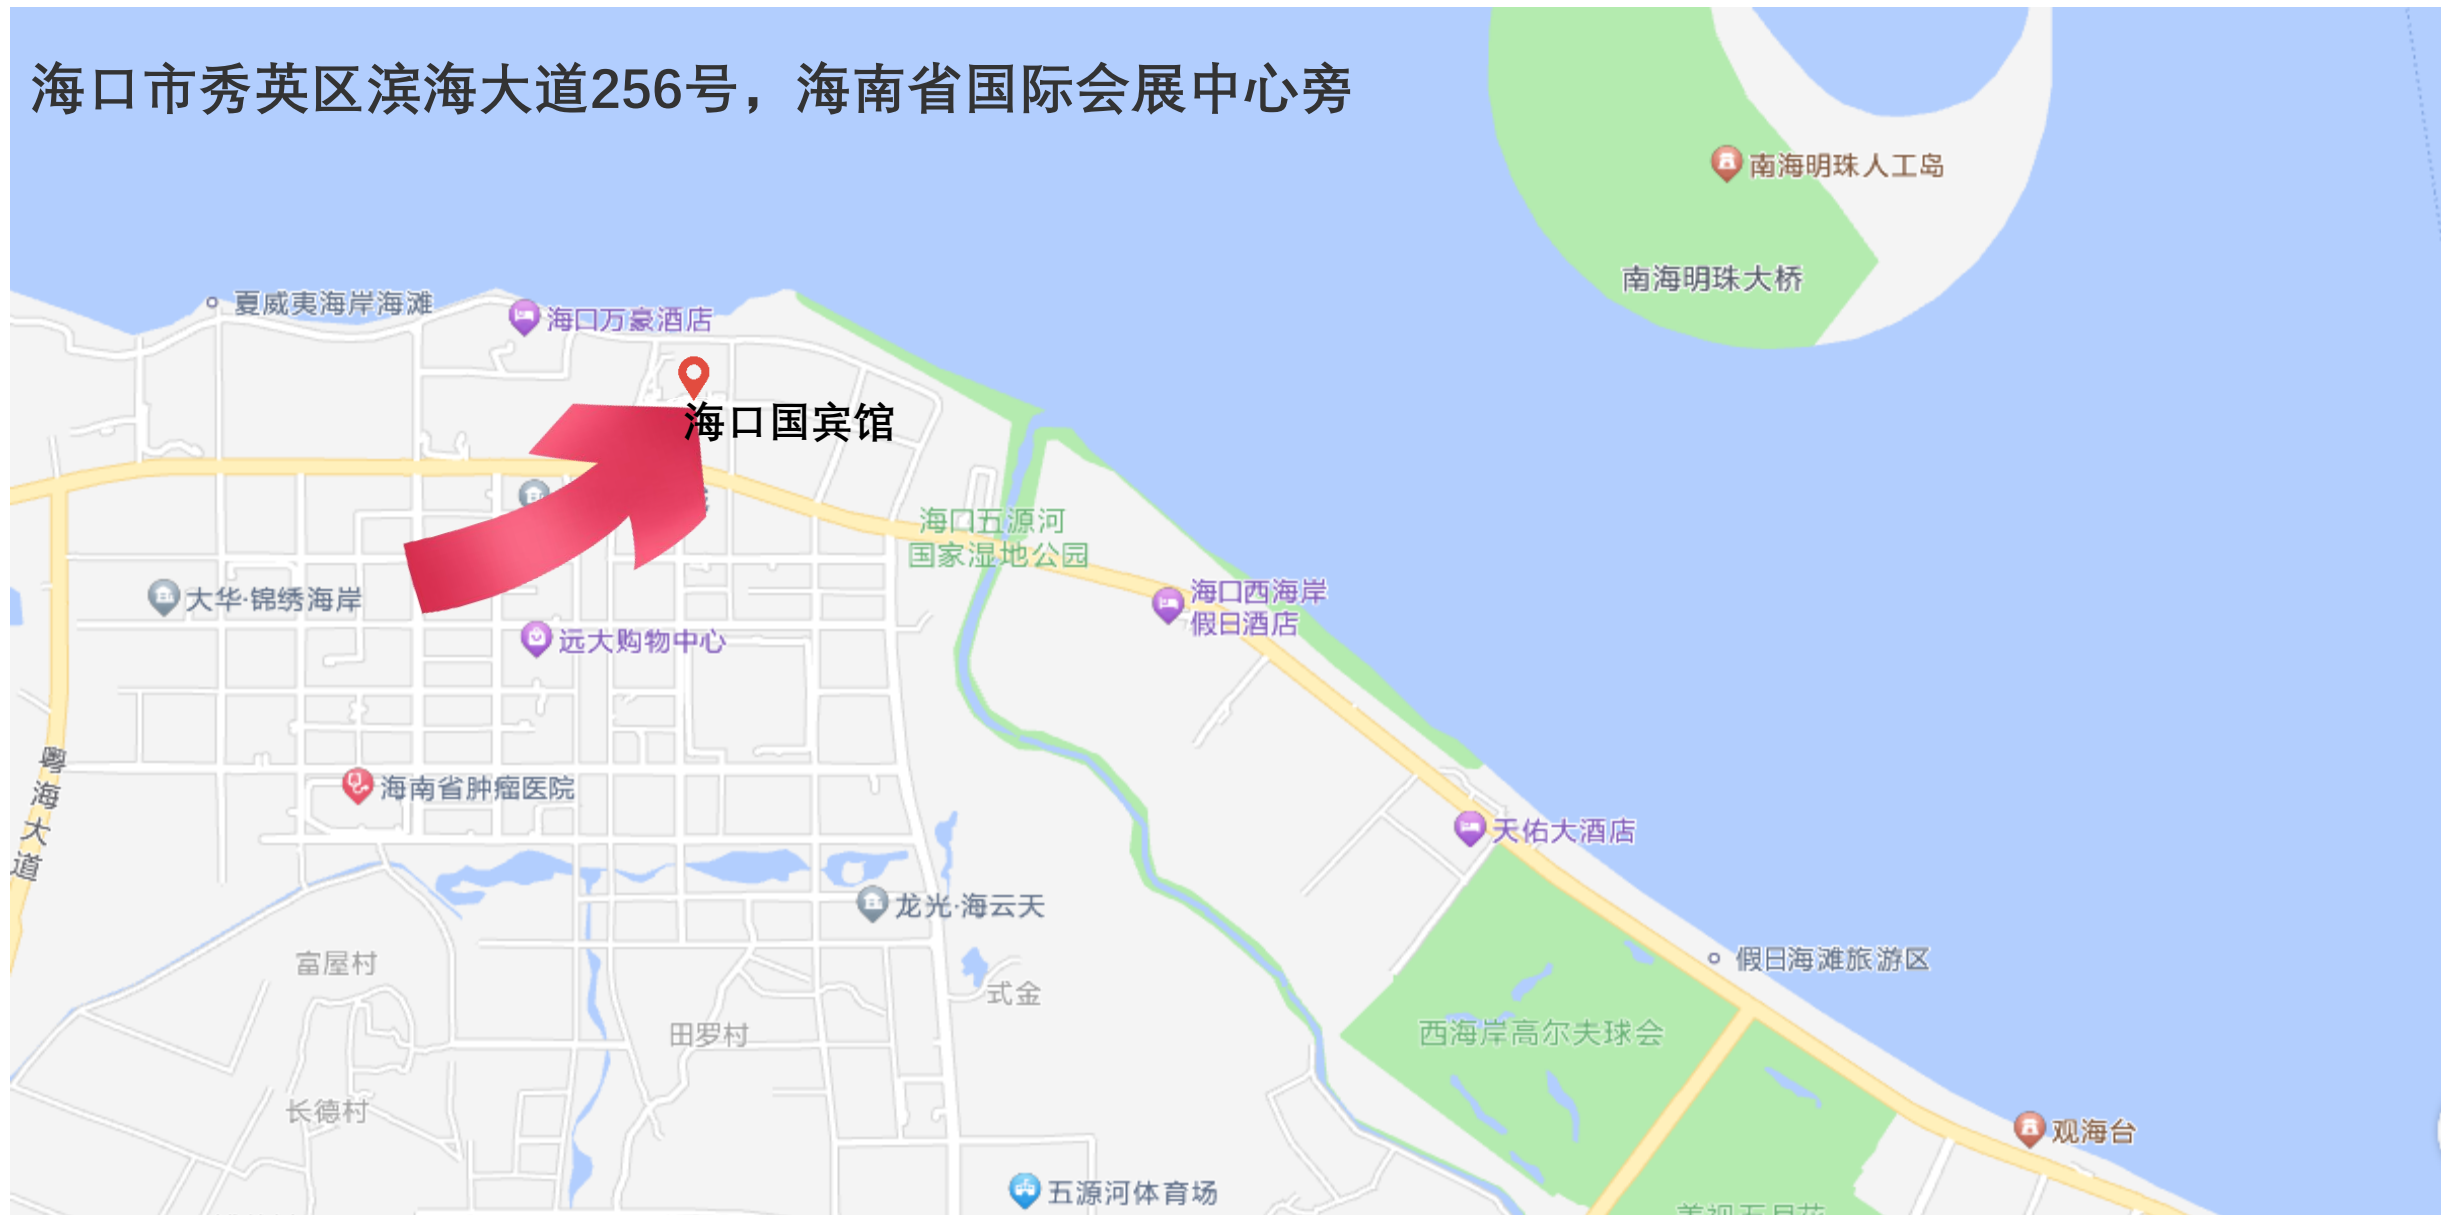 海口市秀英区滨海大道256号，海南省国际会展中心旁
南海明珠人工岛
南海明珠大桥
夏威夷海岸海滩
海口万豪酒店
海口国宾馆
海口五源河
国家湿地公园
大华·锦绣海岸
海口西海岸
假日酒店
远大购物中心
粤海大道
海南省肿瘤医院
天佑大酒店
龙光·海云天
富屋村
假日海滩旅游区
式金
田罗村
西海岸高尔夫球会
长德村
观海台
五源河体育场